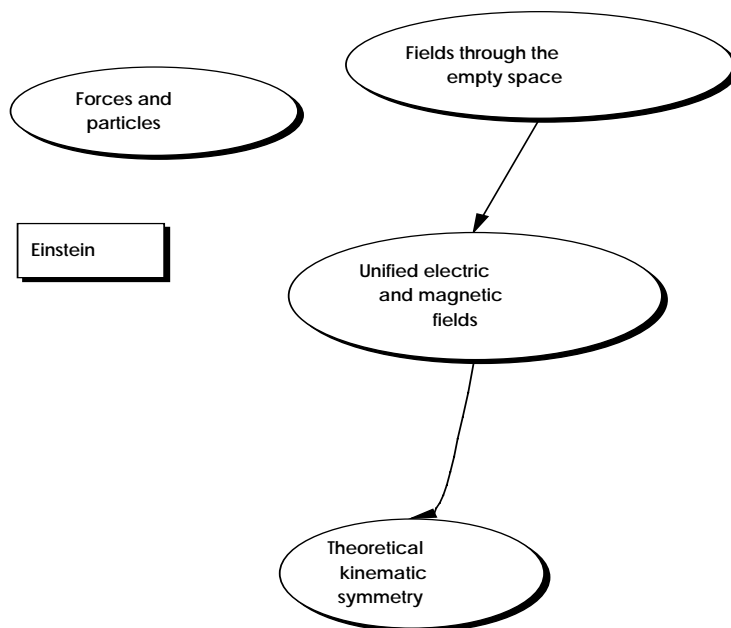 Fields through the
empty space
Forces and
particles
Einstein
Unified electric
and magnetic
fields
Theoretical
kinematic
symmetry